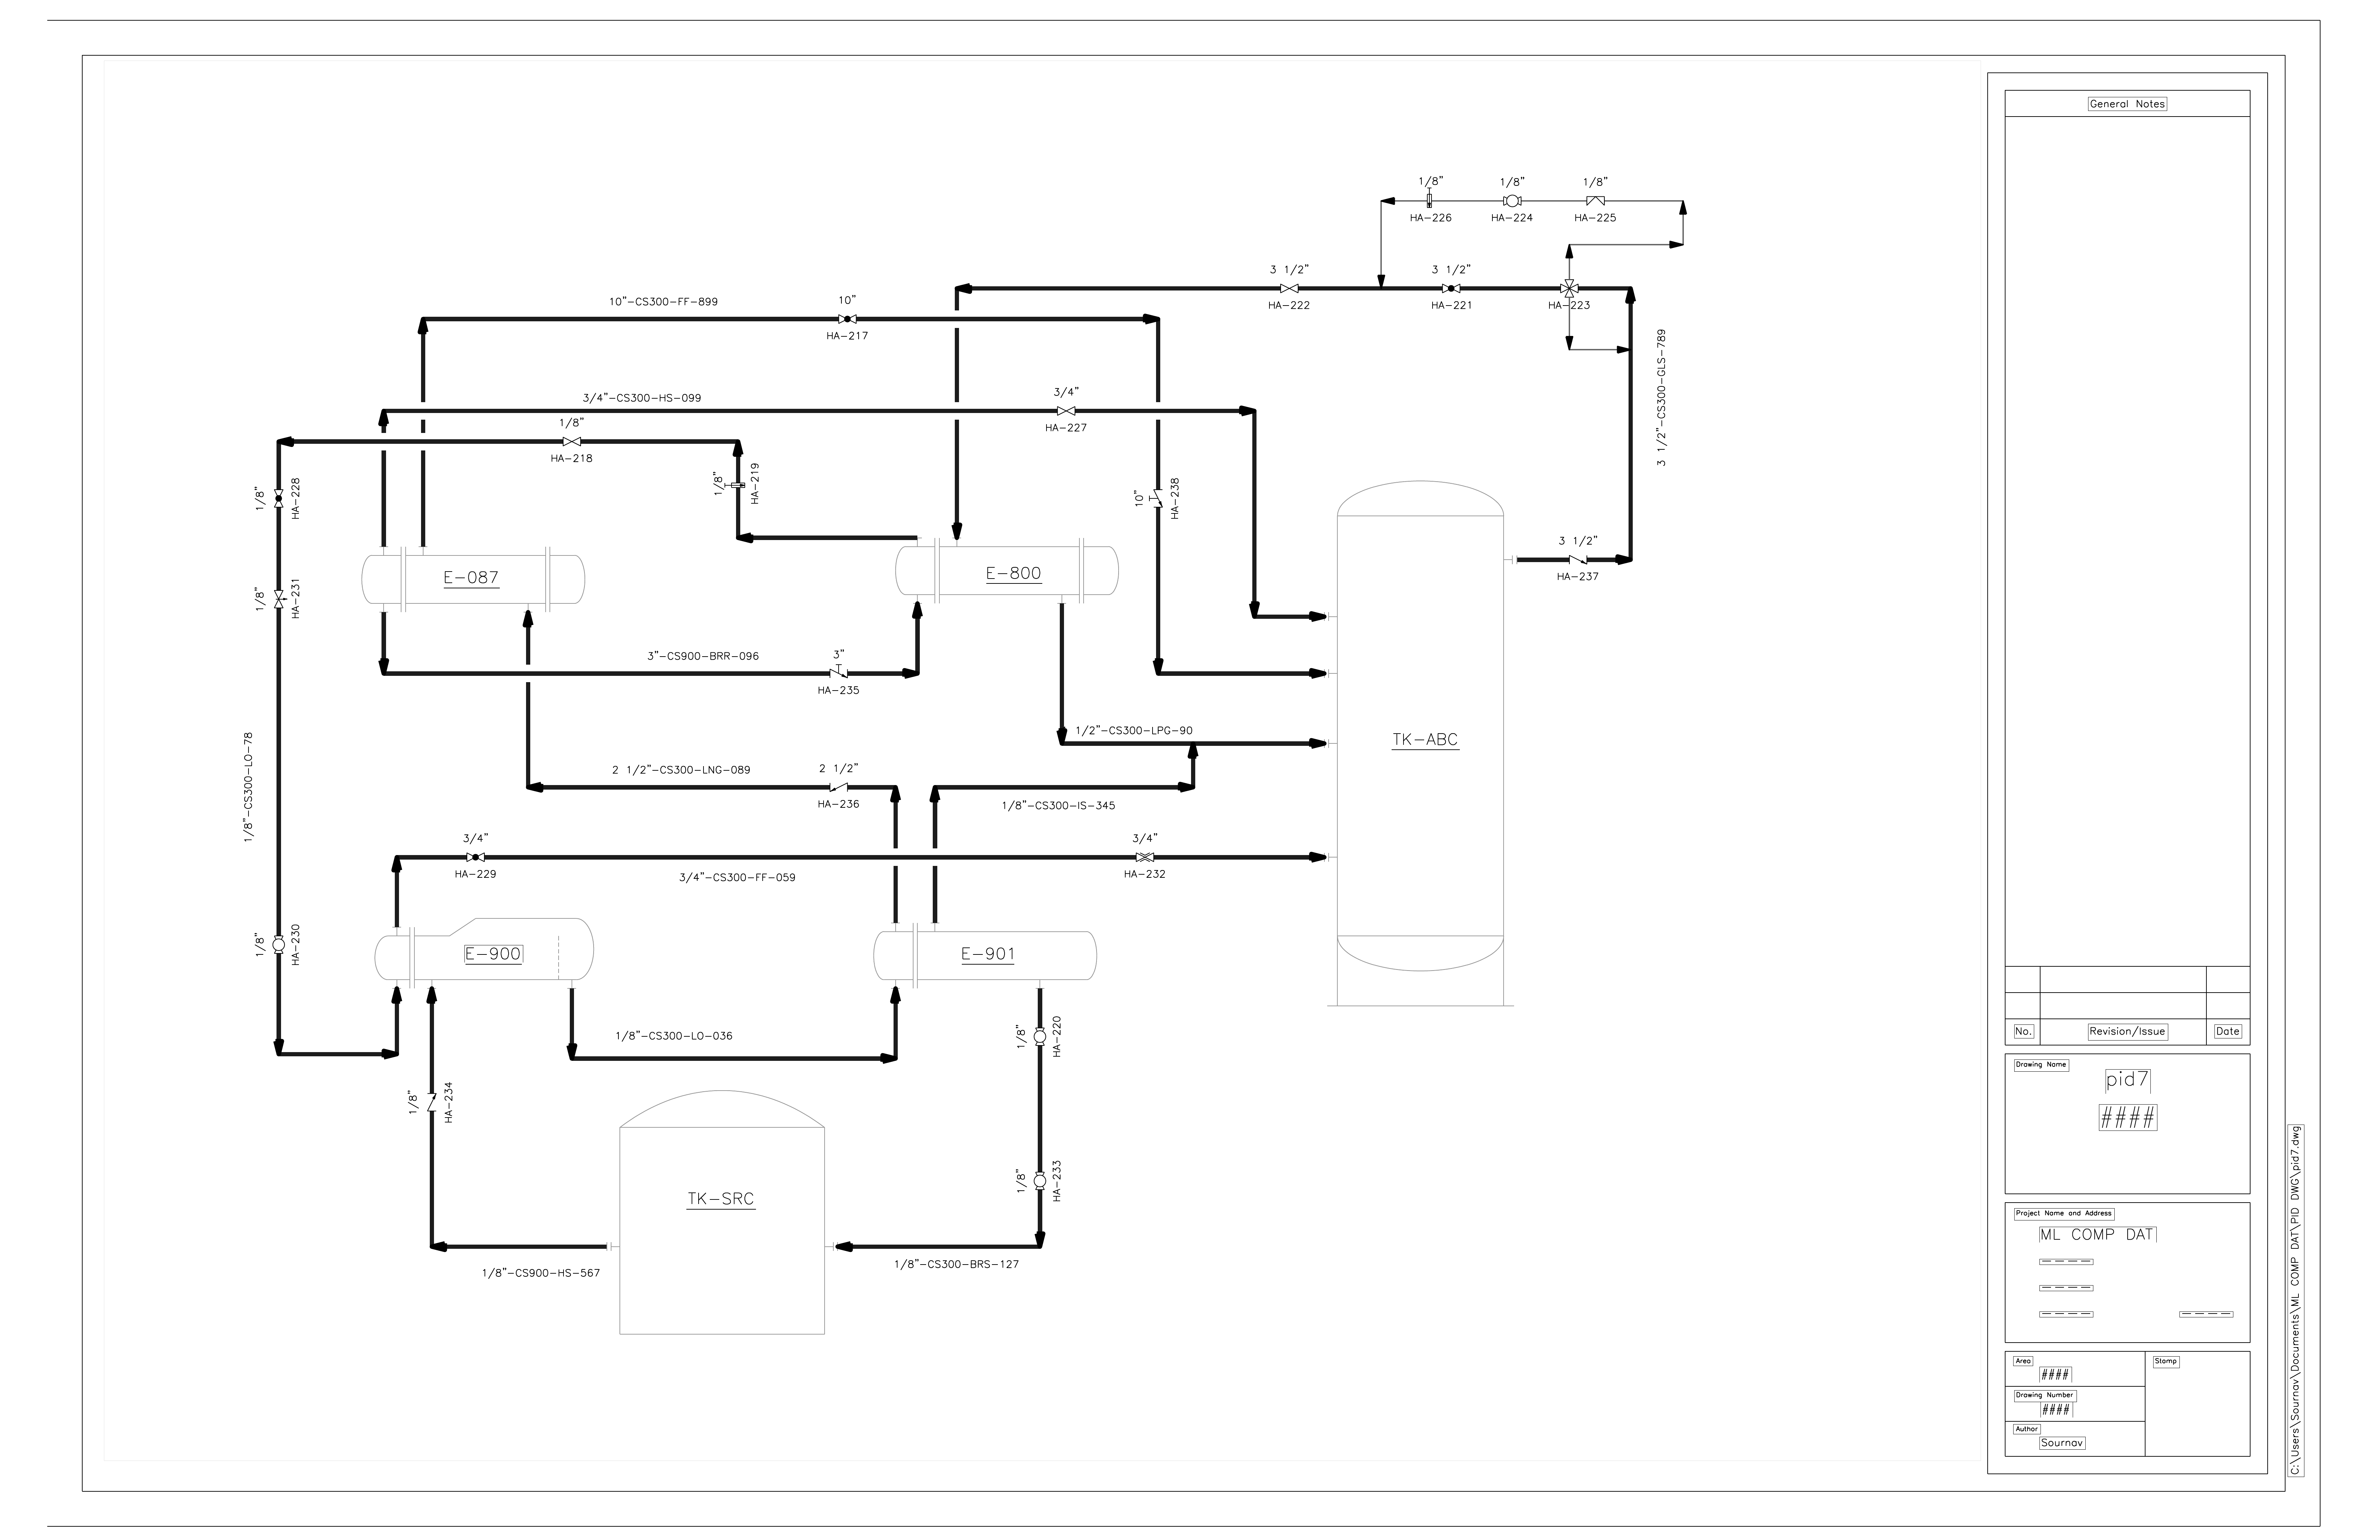 1/8"
1/8"
1/8"
HA-226
HA-224
HA-225
3 1/2"
3 1/2"
HA-222
HA-221
HA-223
10"-CS300-FF-899
10"
HA-217
3 1/2"-CS300-GLS-789
3/4"-CS300-HS-099
3/4"
HA-227
1/8"
HA-218
1/8"
HA-219
1/8"
HA-228
10"
HA-238
3 1/2"
HA-237
E-087
E-800
1/8"
HA-231
3"-CS900-BRR-096
3"
HA-235
1/2"-CS300-LPG-90
TK-ABC
1/8"-CS300-LO-78
2 1/2"-CS300-LNG-089
2 1/2"
HA-236
1/8"-CS300-IS-345
3/4"
HA-229
3/4"-CS300-FF-059
3/4"
HA-232
1/8"
HA-230
E-900
E-901
1/8"-CS300-LO-036
1/8"
HA-220
1/8"
HA-234
1/8"
HA-233
TK-SRC
1/8"-CS900-HS-567
1/8"-CS300-BRS-127
General Notes
No.
Revision/Issue
Date
Drawing Name
pid7
####
Project Name and Address
ML COMP DAT
-----
-----
-----
-----
Area
####
Stamp
Drawing Number
####
Author
Sournav
C:\Users\Sournav\Documents\ML COMP DAT\PID DWG\pid7.dwg